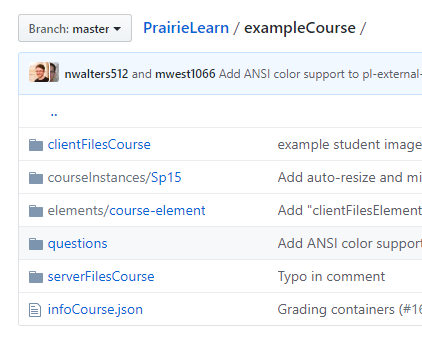 Branch: master PrairieLearn / exampleCourse /
nwalters512 and mwest1066 Add ANSI color support to pl-external-
..
clientFilesCourse example student image
courseInstances/Sp15 Add auto-resize and mi
elements/course-element Add "clientFilesElement
questions Add ANSI color support
serverFilesCourse Typo in comment
infoCourse.json Grading containers (#16